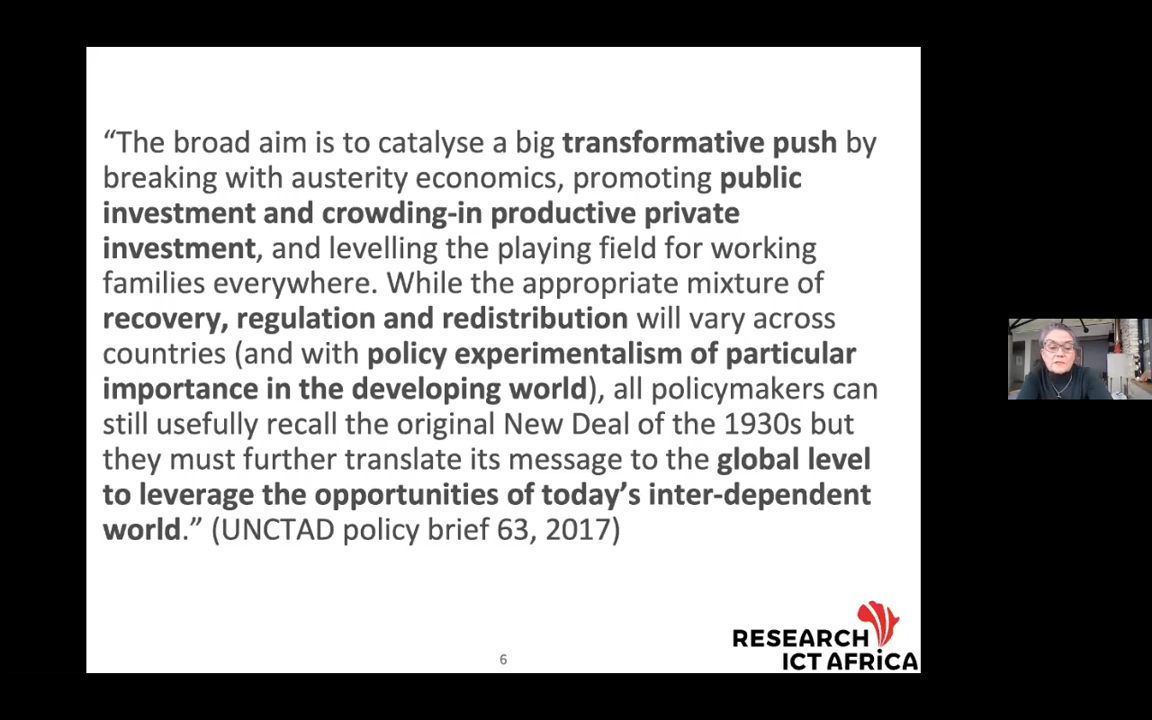 “The broad aim is to catalyse a big transformative push by
breaking with austerity economics, promoting public
investment and crowding-in productive private
investment, and levelling the playing field for working
families everywhere. While the appropriate mixture of
recovery, regulation and redistribution will vary across
countries (and with policy experimentalism of particular
importance in the developing world), all policymakers can
still usefully recall the original New Deal of the 1930s but
they must further translate its message to the global level
to leverage the opportunities of today’s inter-dependent
world.” (UNCTAD policy brief 63, 2017)
RESEARCH
ICT AFRICA
6